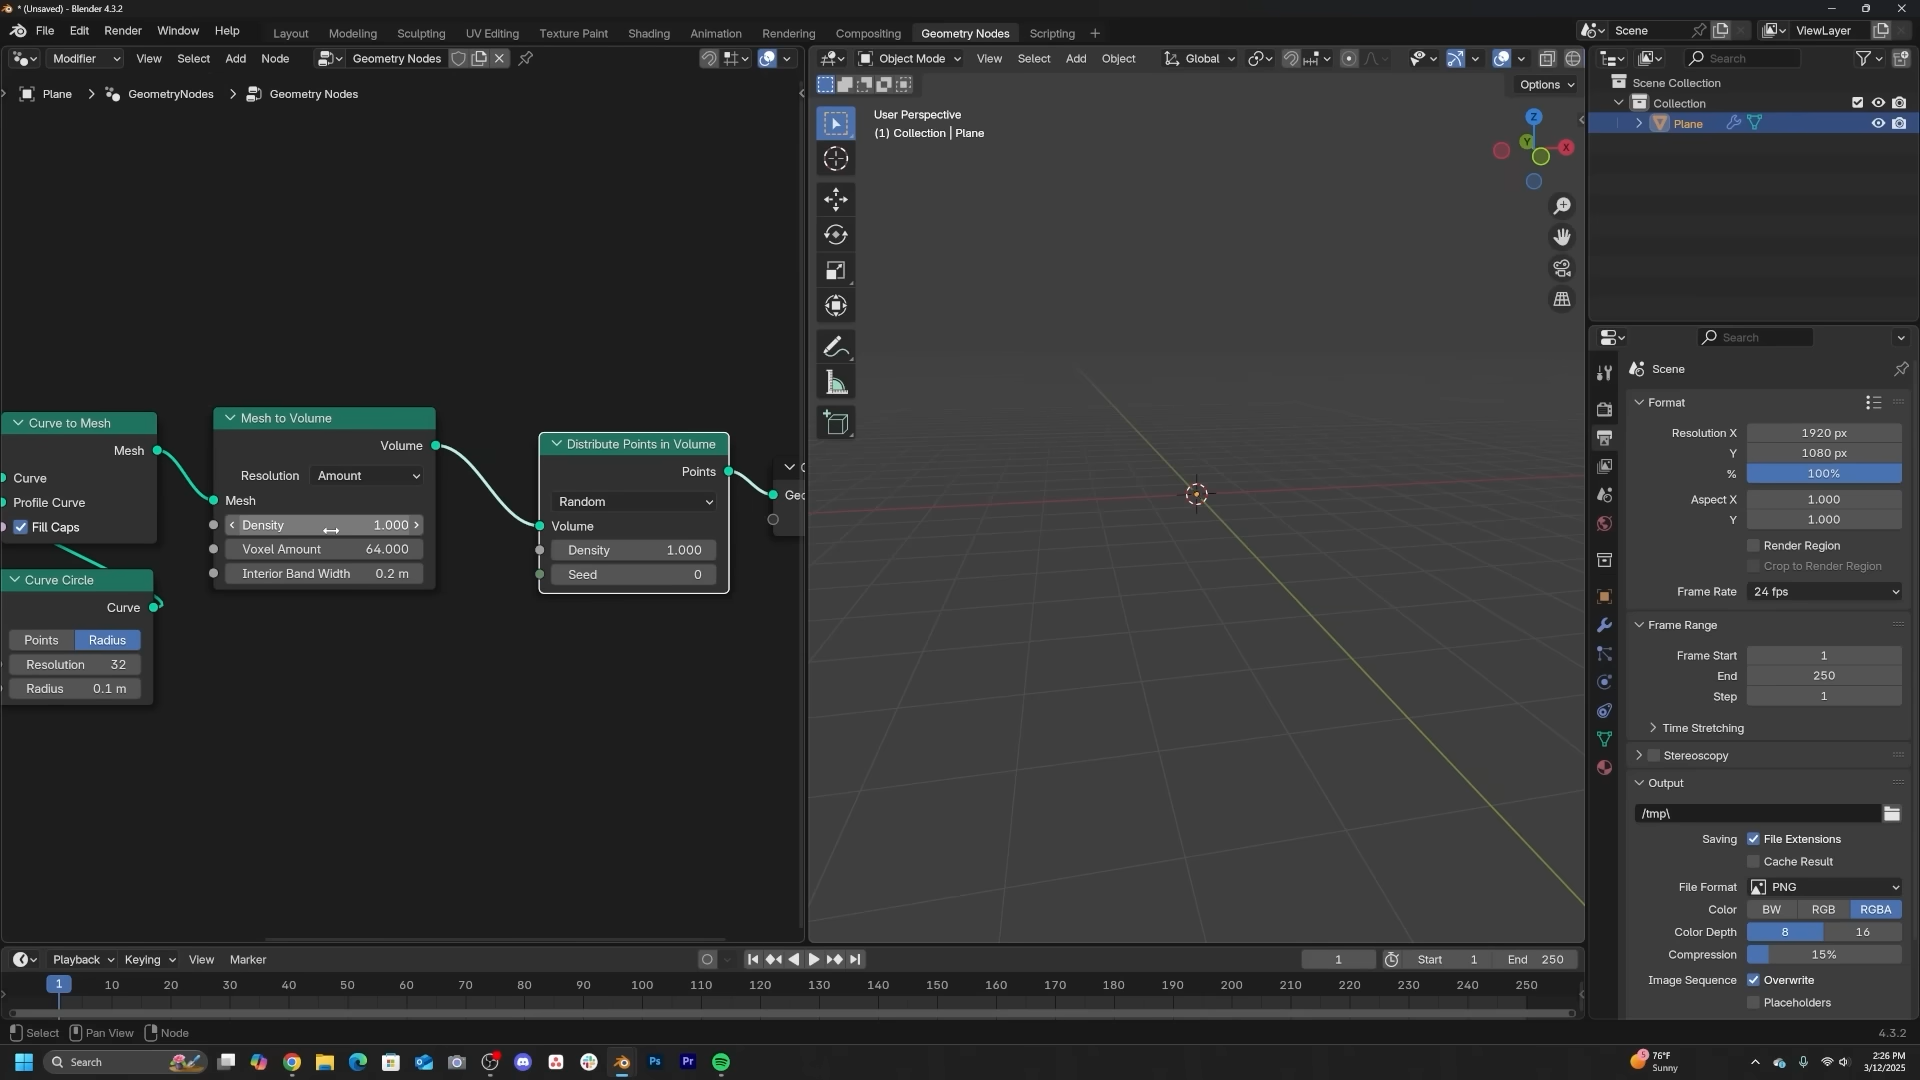 * (Unsaved) - Blender 4.3.2
File Edit Render Window Help Layout Modeling Sculpting UV Editing Texture Paint Shading Animation Rendering Compositing Geometry Nodes Scripting + Scene ViewLayer
Modifier View Select Add Node Geometry Nodes
Object Mode View Select Add Object Global
Search
Plane > GeometryNodes > Geometry Nodes
Options
User Perspective
(1) Collection | Plane
Z
Y
X
Scene Collection
Collection
Plane
Search
Scene
Format
Resolution X 1920 px
Y 1080 px
% 100%
Aspect X 1.000
Y 1.000
Render Region
Crop to Render Region
Frame Rate 24 fps
Frame Range
Frame Start 1
End 250
Step 1
Time Stretching
Stereoscopy
Output
/tmp\
Saving File Extensions
Cache Result
File Format PNG
Color BW RGB RGBA
Color Depth 8 16
Compression 15%
Image Sequence Overwrite
Placeholders
Curve to Mesh
Mesh
Curve
Profile Curve
Fill Caps
Curve Circle
Curve
Points Radius
Resolution 32
Radius 0.1 m
Mesh to Volume
Volume
Resolution Amount
Mesh
Density 1.000
Voxel Amount 64.000
Interior Band Width 0.2 m
Distribute Points in Volume
Points
Random
Volume
Density 1.000
Seed 0
Geo
Playback Keying View Marker 1 Start 1 End 250
1 10 20 30 40 50 60 70 80 90 100 110 120 130 140 150 160 170 180 190 200 210 220 230 240 250
Select Pan View Node 4.3.2
Search
Ps
Pr
76°F
Sunny
2:26 PM
3/12/2025